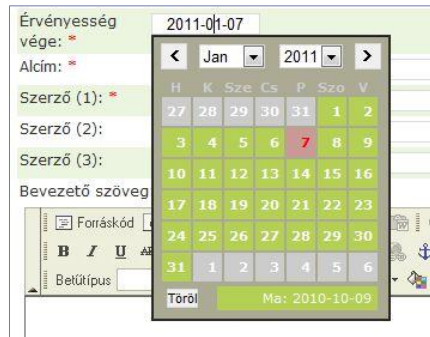 Érvényesség
vége: *
2011-01-07
Alcím: *
Szerző (1): *
Szerző (2):
Szerző (3):
Bevezető szöveg
< Jan 2011 >
H K Sze Cs P Szo V
27 28 29 30 31 1 2
3 4 5 6 7 8 9
10 11 12 13 14 15 16
17 18 19 20 21 22 23
24 25 26 27 28 29 30
31 1 2 3 4 5 6
Töröl Ma: 2010-10-09
Forráskód
B I U
Betűtípus